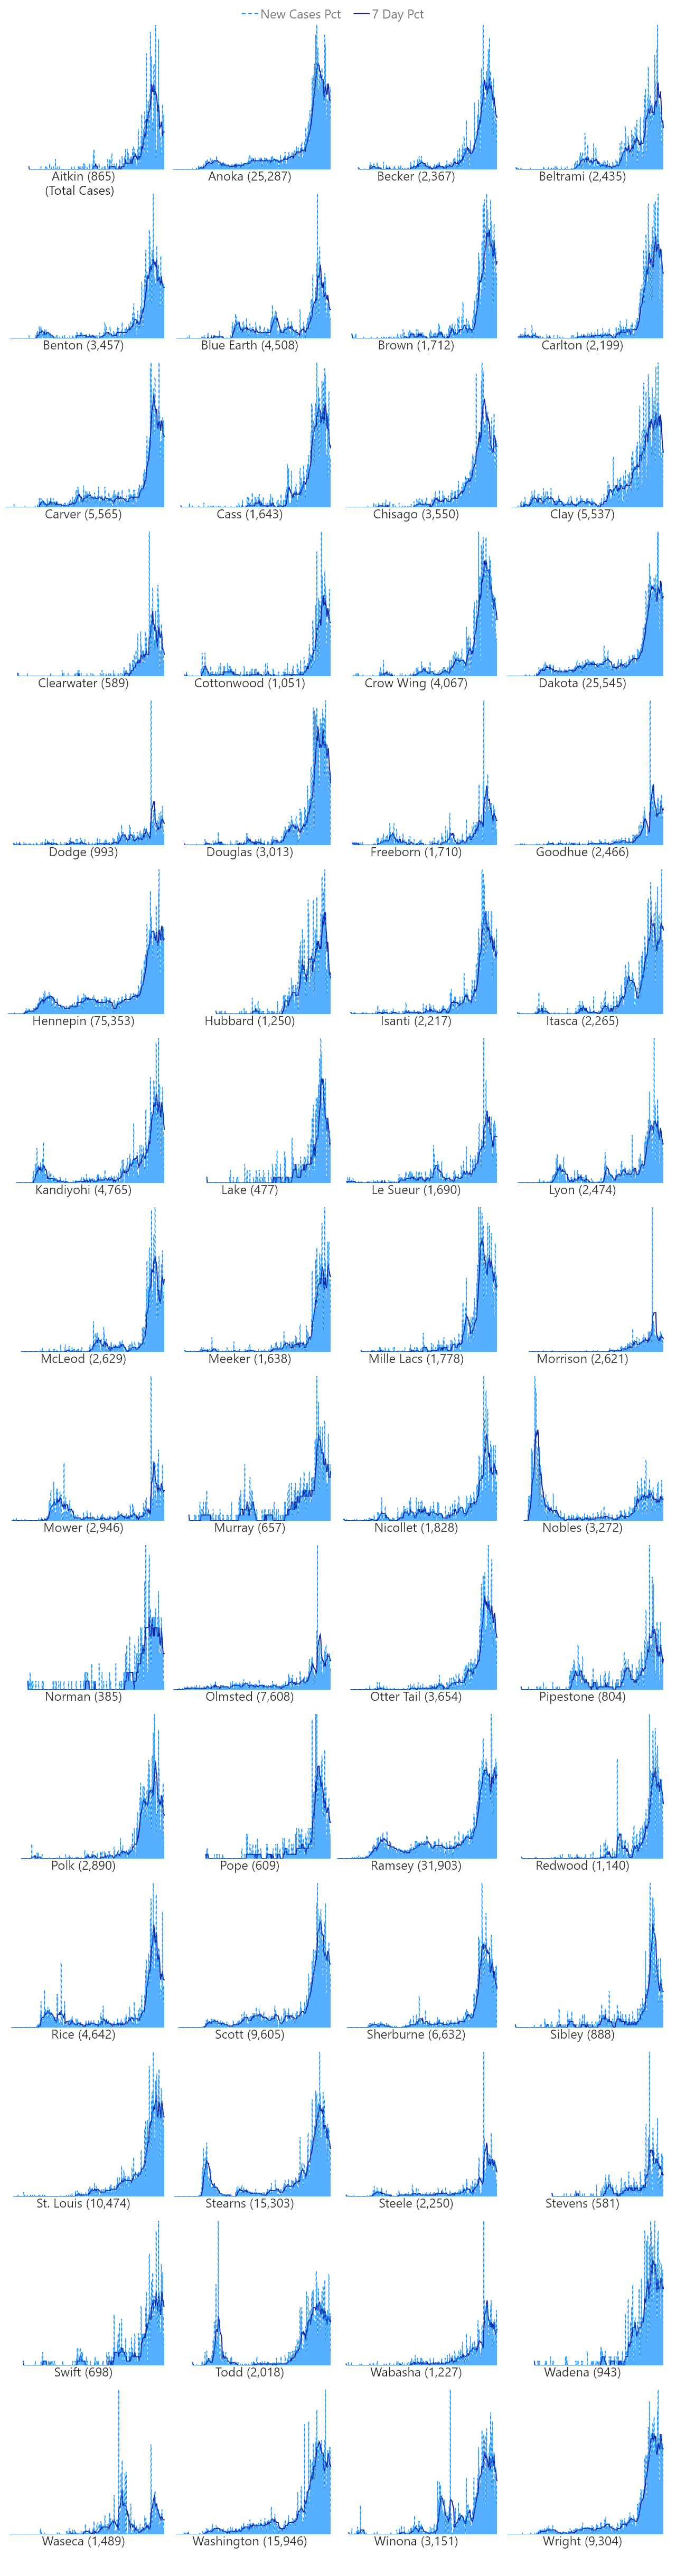 New Cases Pct 7 Day Pct
Aitkin (865) Anoka (25,287) Becker (2,367) Beltrami (2,435)
(Total Cases)
Benton (3,457) Blue Earth (4,508) Brown (1,712) Carlton (2,199)
Carver (5,565) Cass (1,643) Chisago (3,550) Clay (5,537)
Clearwater (589) Cottonwood (1,051) Crow Wing (4,067) Dakota (25,545)
Dodge (993) Douglas (3,013) Freeborn (1,710) Goodhue (2,466)
Hennepin (75,353) Hubbard (1,250) Isanti (2,217) Itasca (2,265)
Kandiyohi (4,765) Lake (477) Le Sueur (1,690) Lyon (2,474)
McLeod (2,629) Meeker (1,638) Mille Lacs (1,778) Morrison (2,621)
Mower (2,946) Murray (657) Nicollet (1,828) Nobles (3,272)
Norman (385) Olmsted (7,608) Otter Tail (3,654) Pipestone (804)
Polk (2,890) Pope (609) Ramsey (31,903) Redwood (1,140)
Rice (4,642) Scott (9,605) Sherburne (6,632) Sibley (888)
St. Louis (10,474) Stearns (15,303) Steele (2,250) Stevens (581)
Swift (698) Todd (2,018) Wabasha (1,227) Wadena (943)
Waseca (1,489) Washington (15,946) Winona (3,151) Wright (9,304)